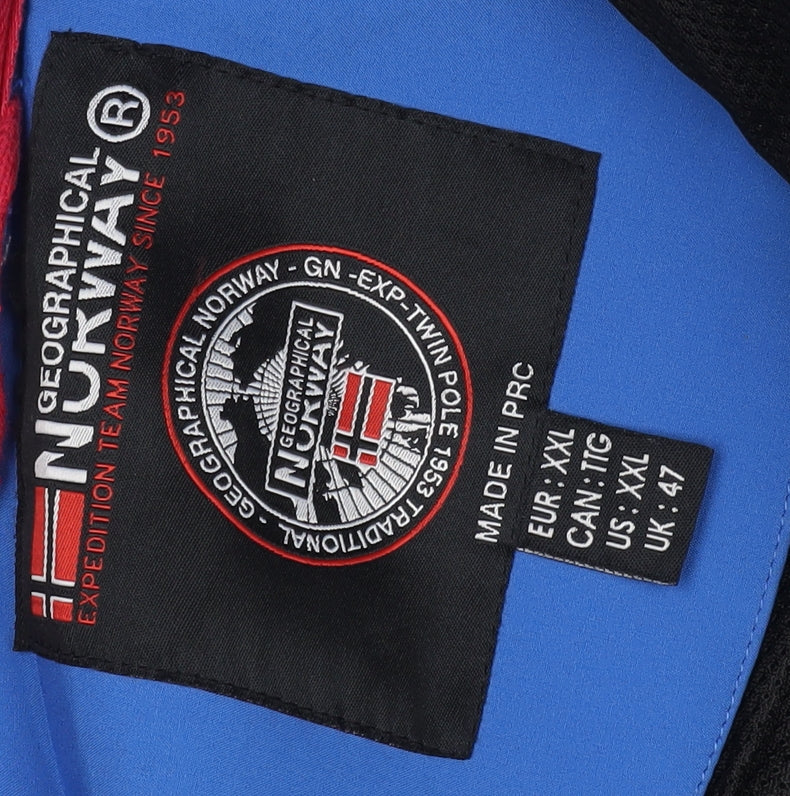 GEOGRAPHICAL
NORWAY ®
EXPEDITION TEAM NORWAY SINCE 1953
GEOGRAPHICAL NORWAY - GN -EXP-TWIN POLE 1953 TRADITIONAL -
GEOGRAPHICAL
NORWAY
MADE IN PRC
EUR : XXL
CAN : TTG
US : XXL
UK : 47